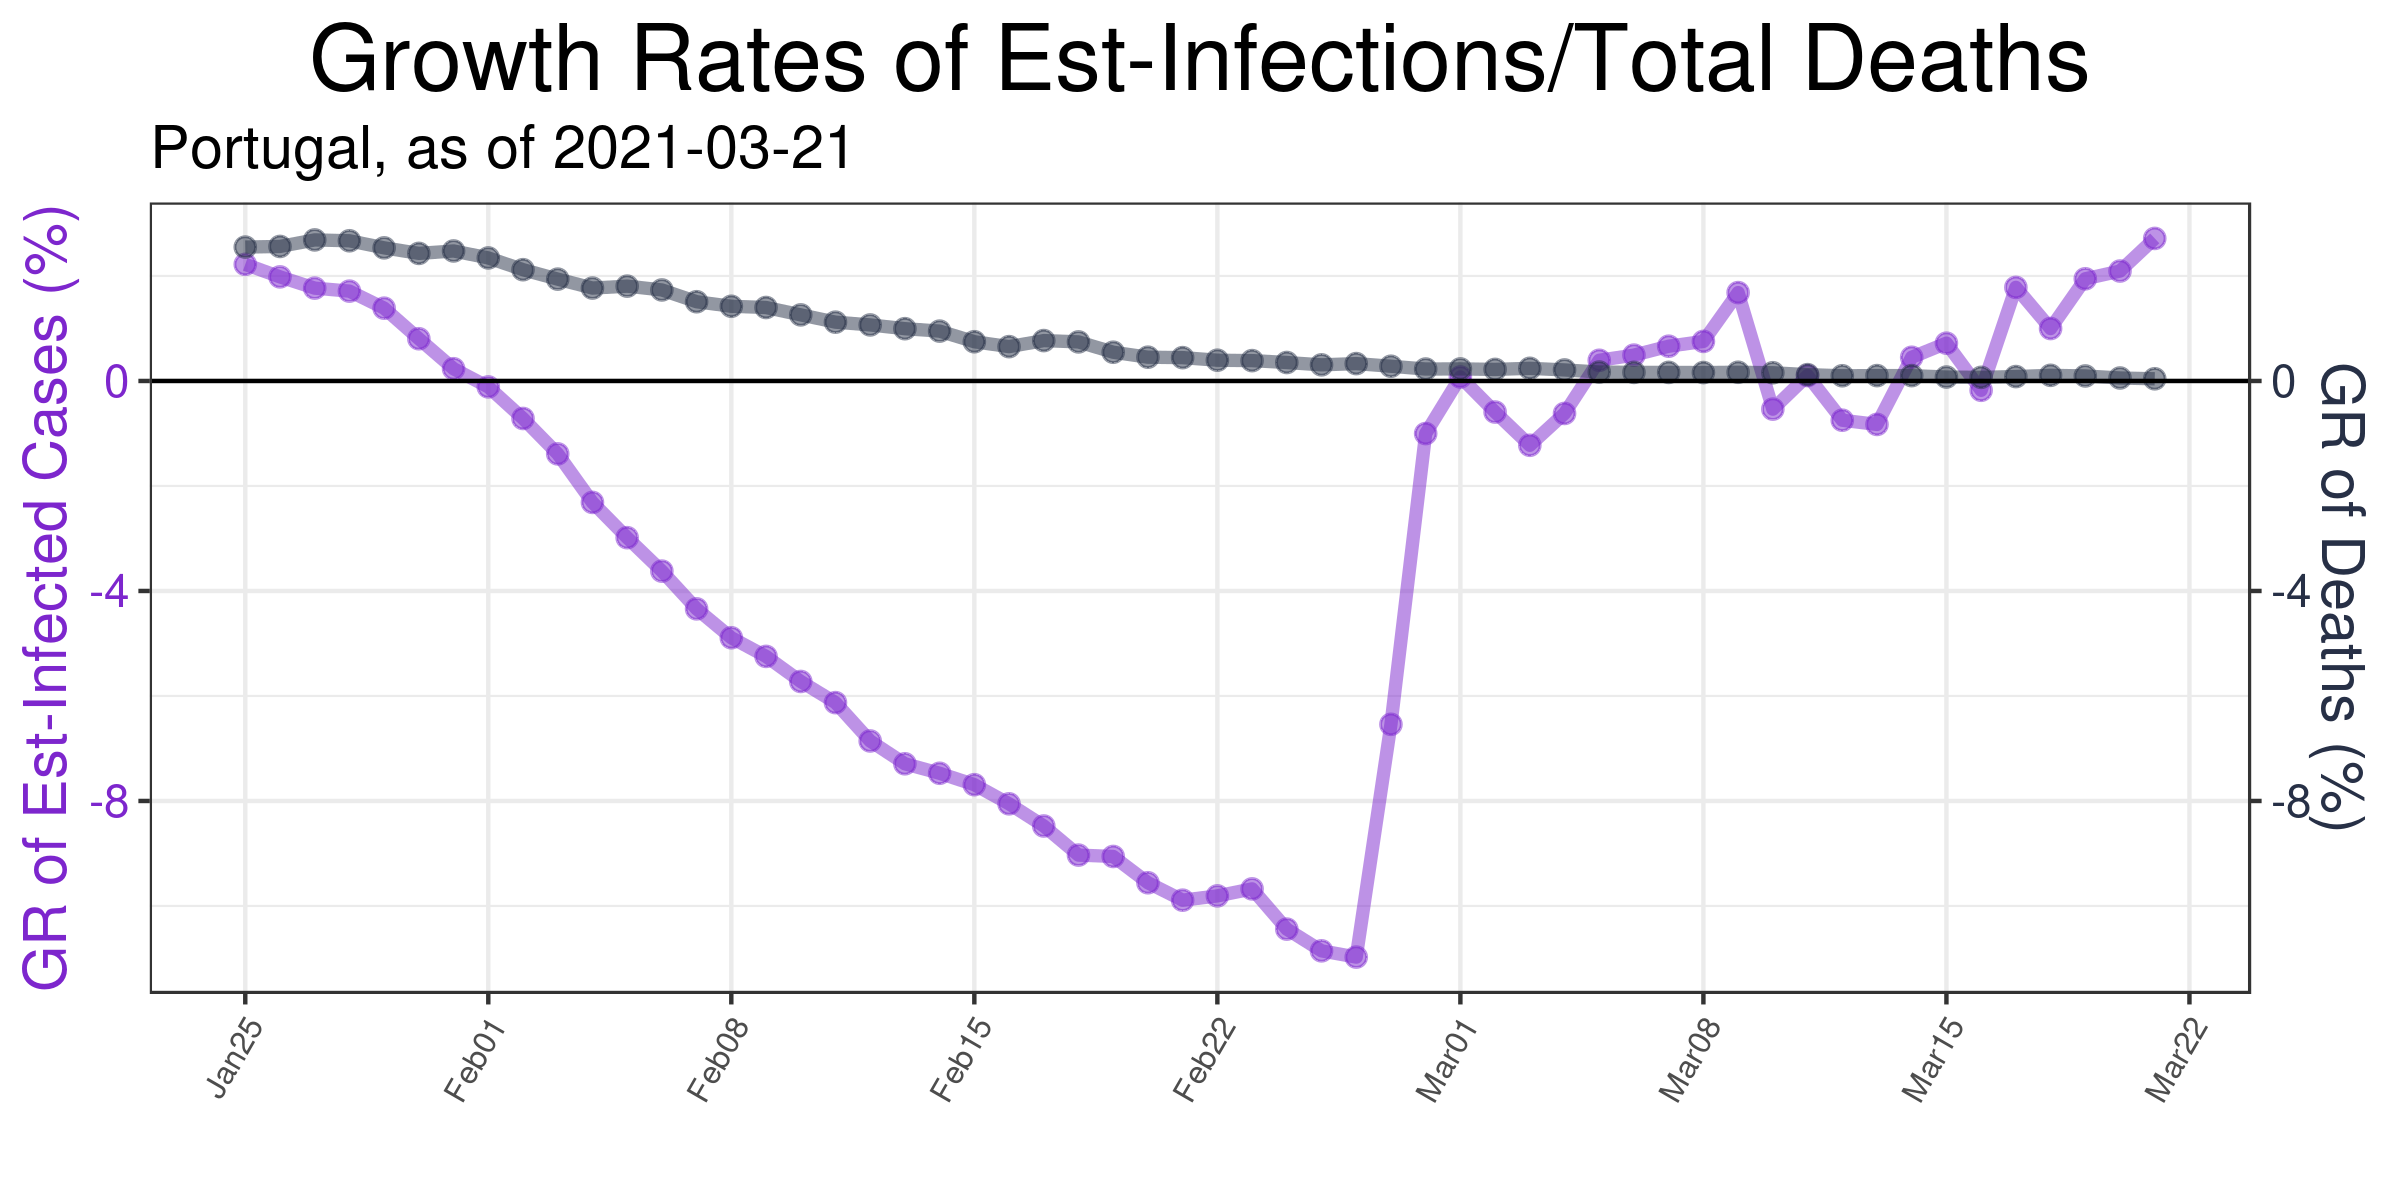 Growth Rates of Est-Infections/Total Deaths
Portugal, as of 2021-03-21
GR of Est-Infected Cases (%)
0
-4
-8
0
-4
-8
GR of Deaths (%)
Jan25
Feb01
Feb08
Feb15
Feb22
Mar01
Mar08
Mar15
Mar22